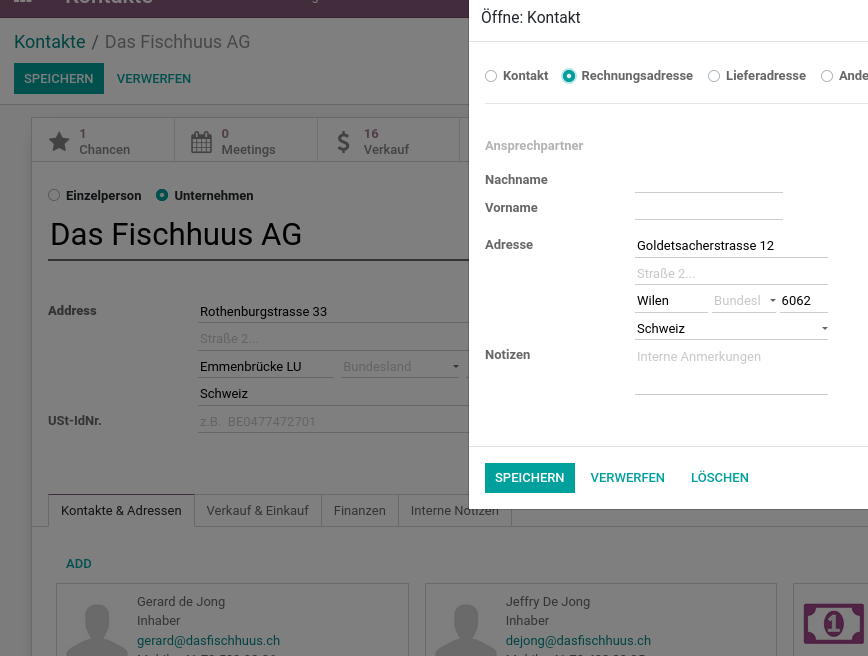 Kontakte
Kontakte / Das Fischhuus AG
SPEICHERN VERWERFEN
1
Chancen
0
Meetings
16
Verkauf
Einzelperson Unternehmen
Das Fischhuus AG
Address
Rothenburgstrasse 33
Straße 2...
Emmenbrücke LU Bundesland
Schweiz
USt-IdNr.
z.B. BE0477472701
Kontakte & Adressen Verkauf & Einkauf Finanzen Interne Notizen
ADD
Gerard de Jong
Inhaber
gerard@dasfischhuus.ch
Jeffry De Jong
Inhaber
dejong@dasfischhuus.ch
1
Öffne: Kontakt
Kontakt Rechnungsadresse Lieferadresse Ande
Ansprechpartner
Nachname
Vorname
Adresse
Goldetsacherstrasse 12
Straße 2...
Wilen Bundesl 6062
Schweiz
Notizen
Interne Anmerkungen
SPEICHERN VERWERFEN LÖSCHEN